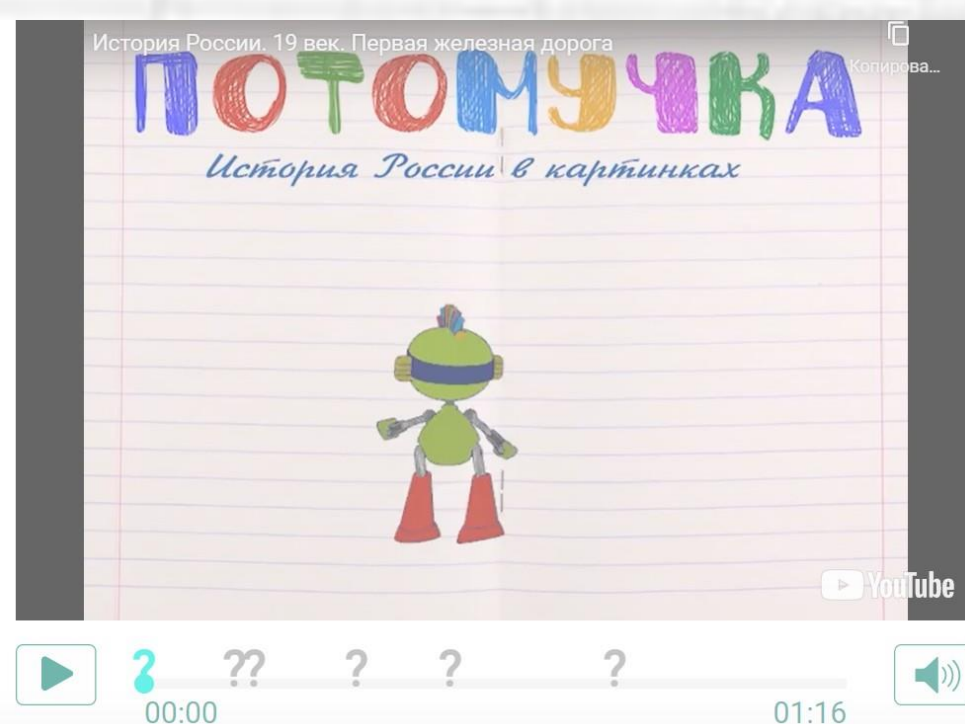 История России. 19 век. Первая железная дорога
Копирова...
ПОТОМУЧКА
История России в картинках
YouTube
? ?? ? ? ?
00:00 01:16